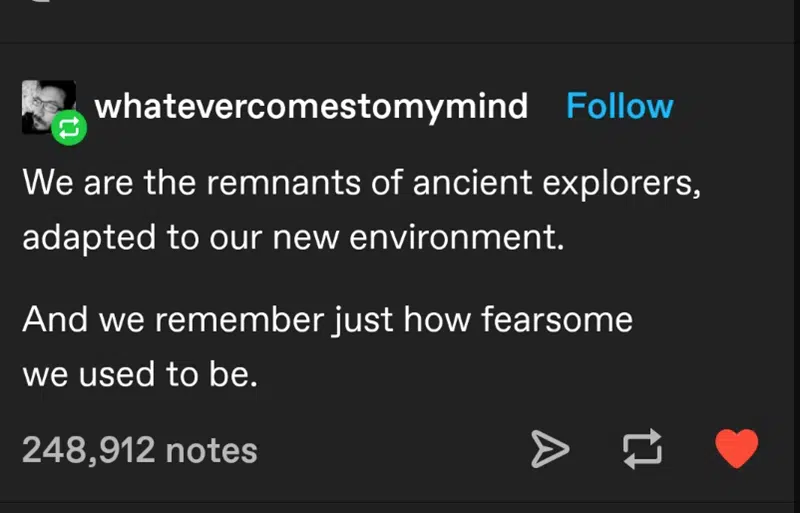 whatevercomestomymind Follow
We are the remnants of ancient explorers,
adapted to our new environment.
And we remember just how fearsome
we used to be.
248,912 notes